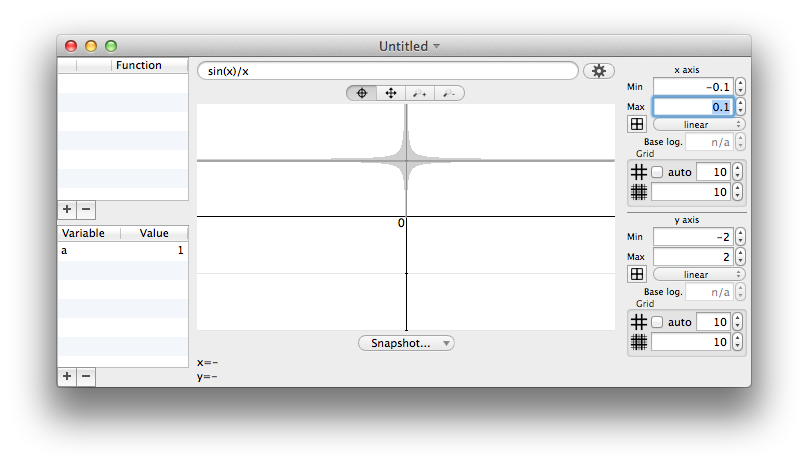 Untitled
Function
sin(x)/x
+ −
Variable Value
a 1
+ −
0
Snapshot...
x=-
y=-
x axis
Min -0.1
Max 0.1
linear
Base log. n/a
Grid
auto 10
10
y axis
Min -2
Max 2
linear
Base log. n/a
Grid
auto 10
10